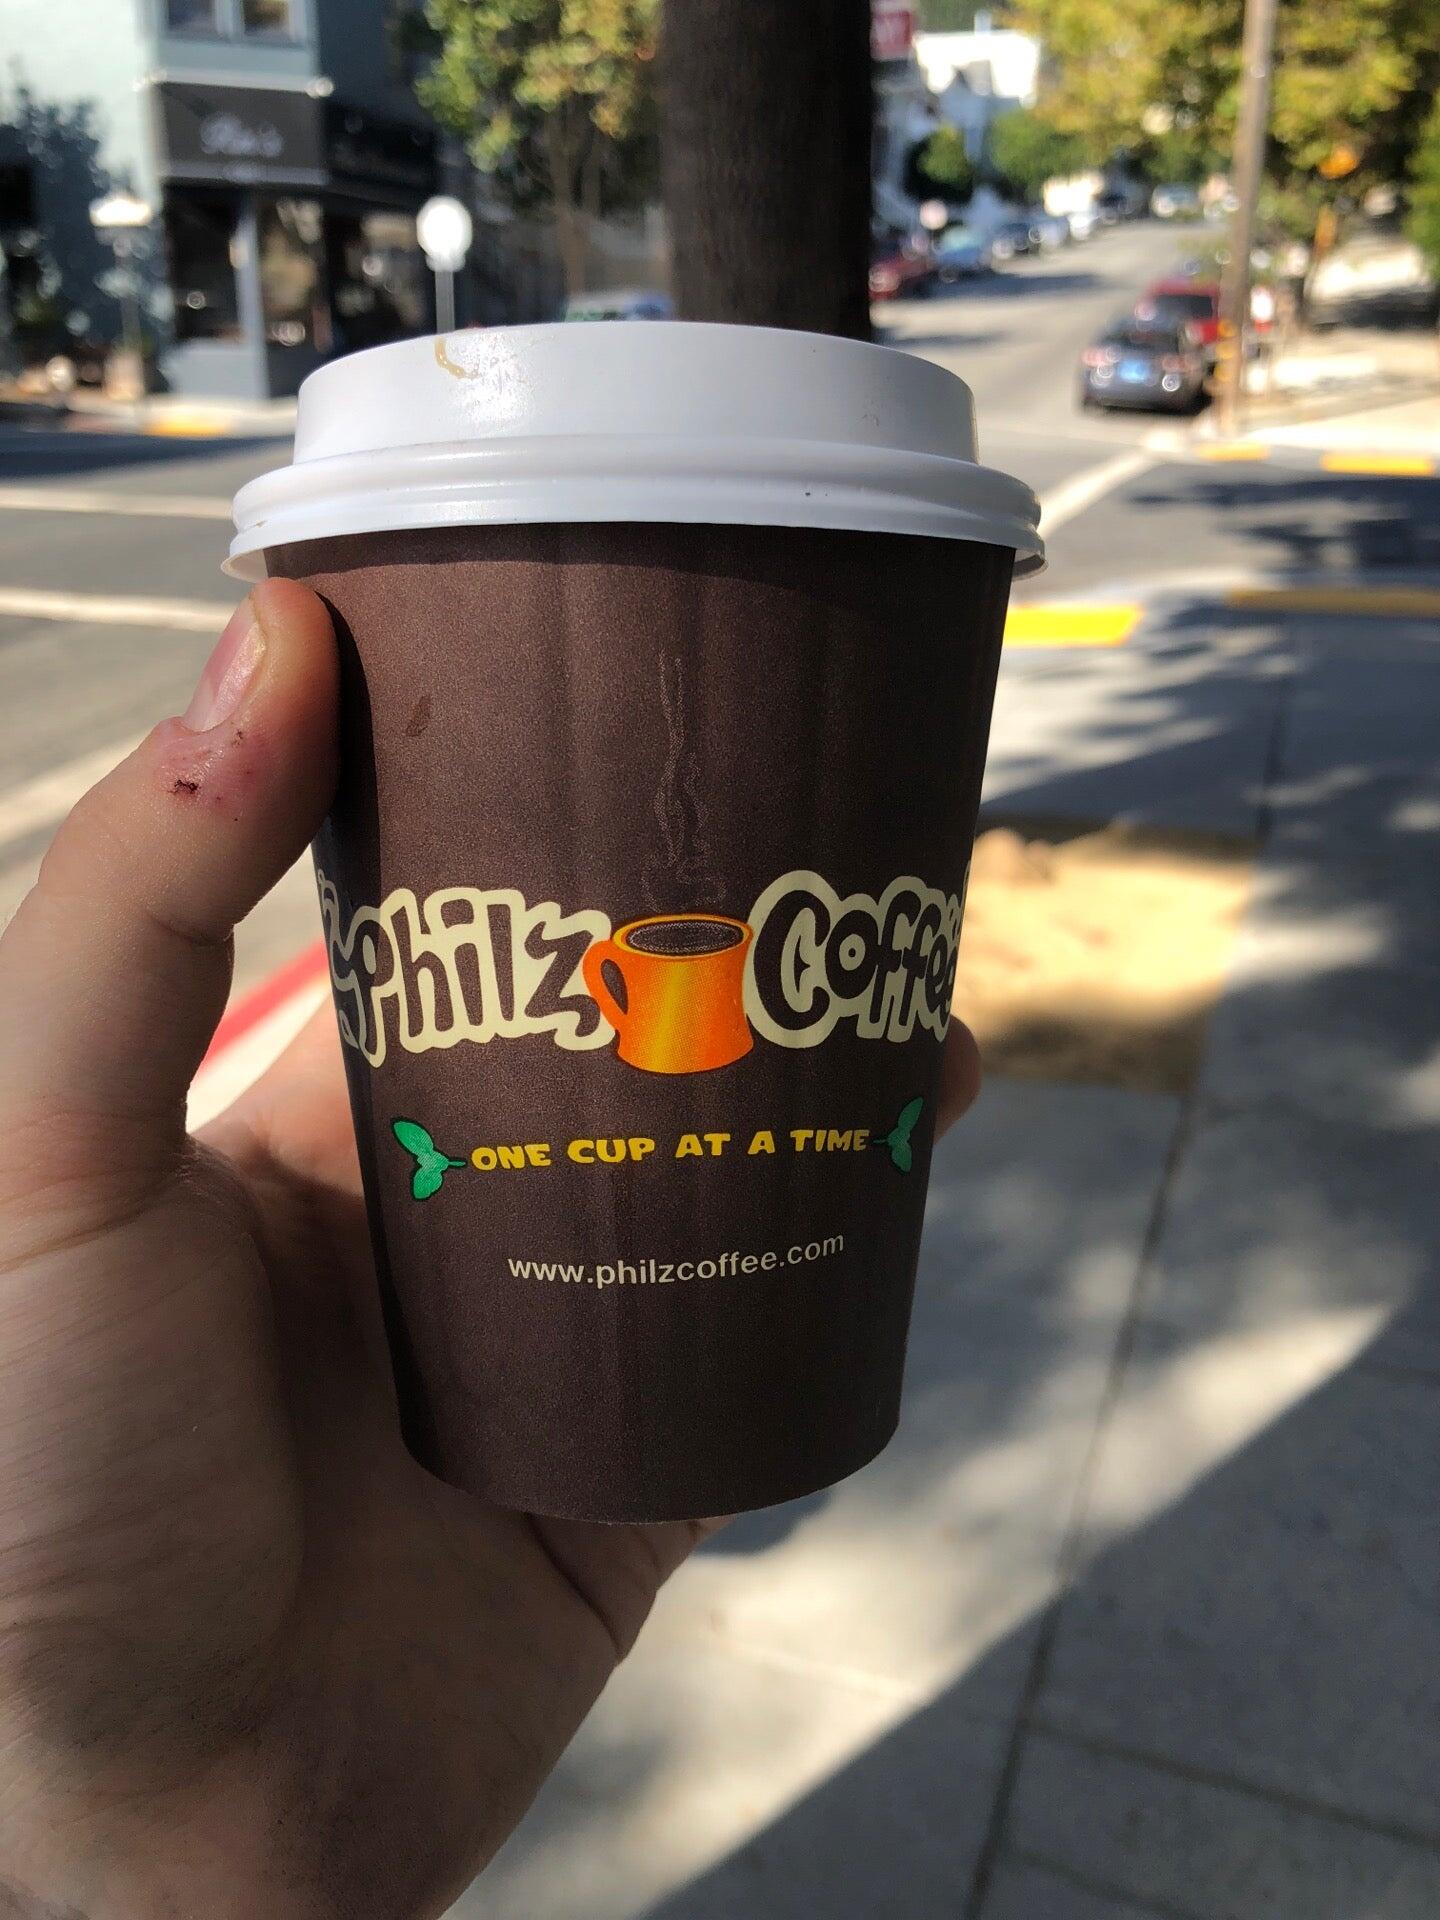 Philz Coffee
ONE CUP AT A TIME
www.philzcoffee.com